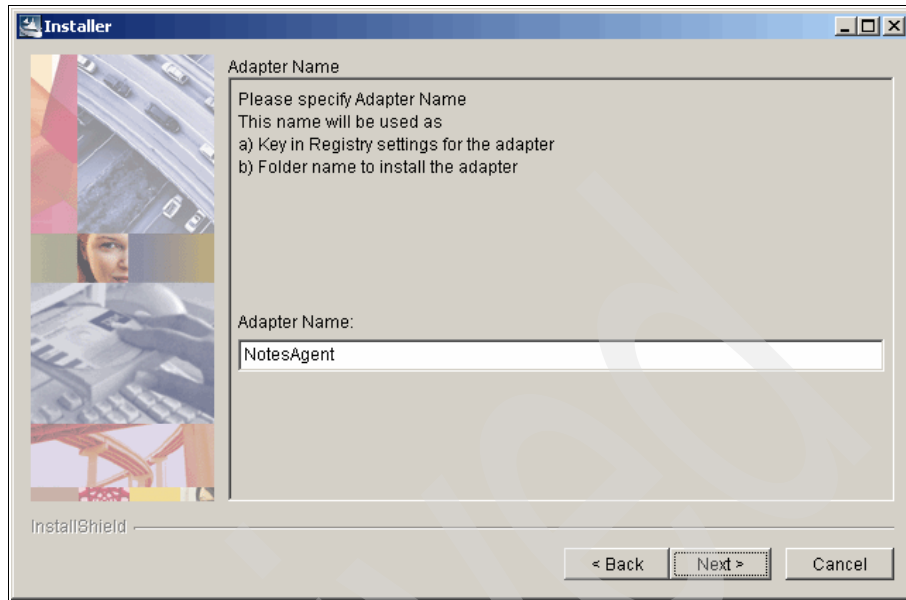 Installer
Adapter Name
Please specify Adapter Name
This name will be used as
a) Key in Registry settings for the adapter
b) Folder name to install the adapter
Adapter Name:
NotesAgent
InstallShield
< Back Next > Cancel